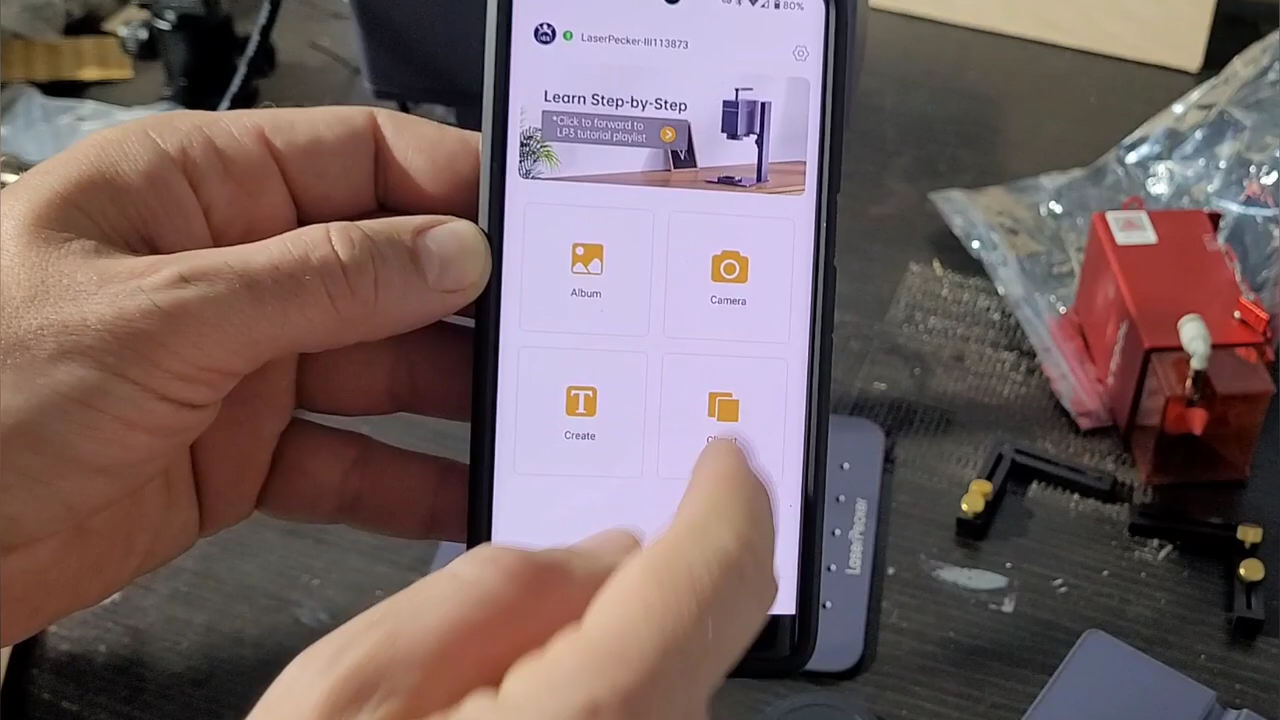 80%
LaserPecker-III113873
Learn Step-by-Step
*Click to forward to
LP3 tutorial playlist
Album
Camera
T
Create
LaserPecker